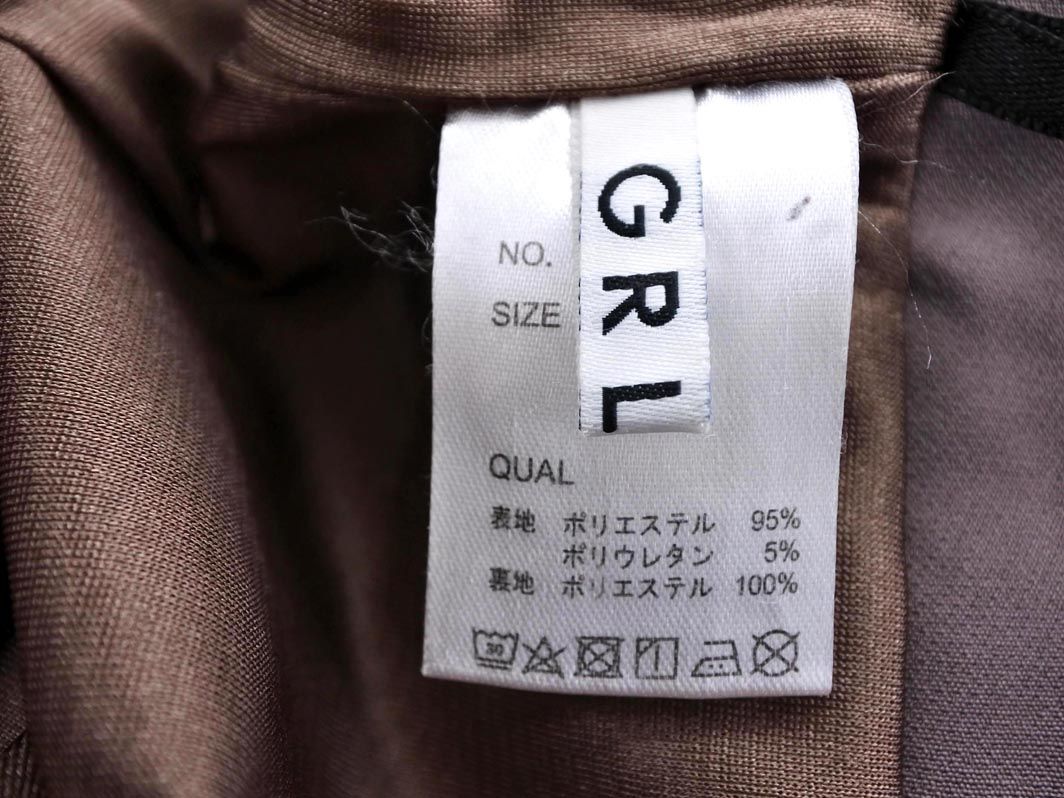 GRL
NO.
SIZE
QUAL
表地 ポリエステル 95%
ポリウレタン 5%
裏地 ポリエステル 100%
30